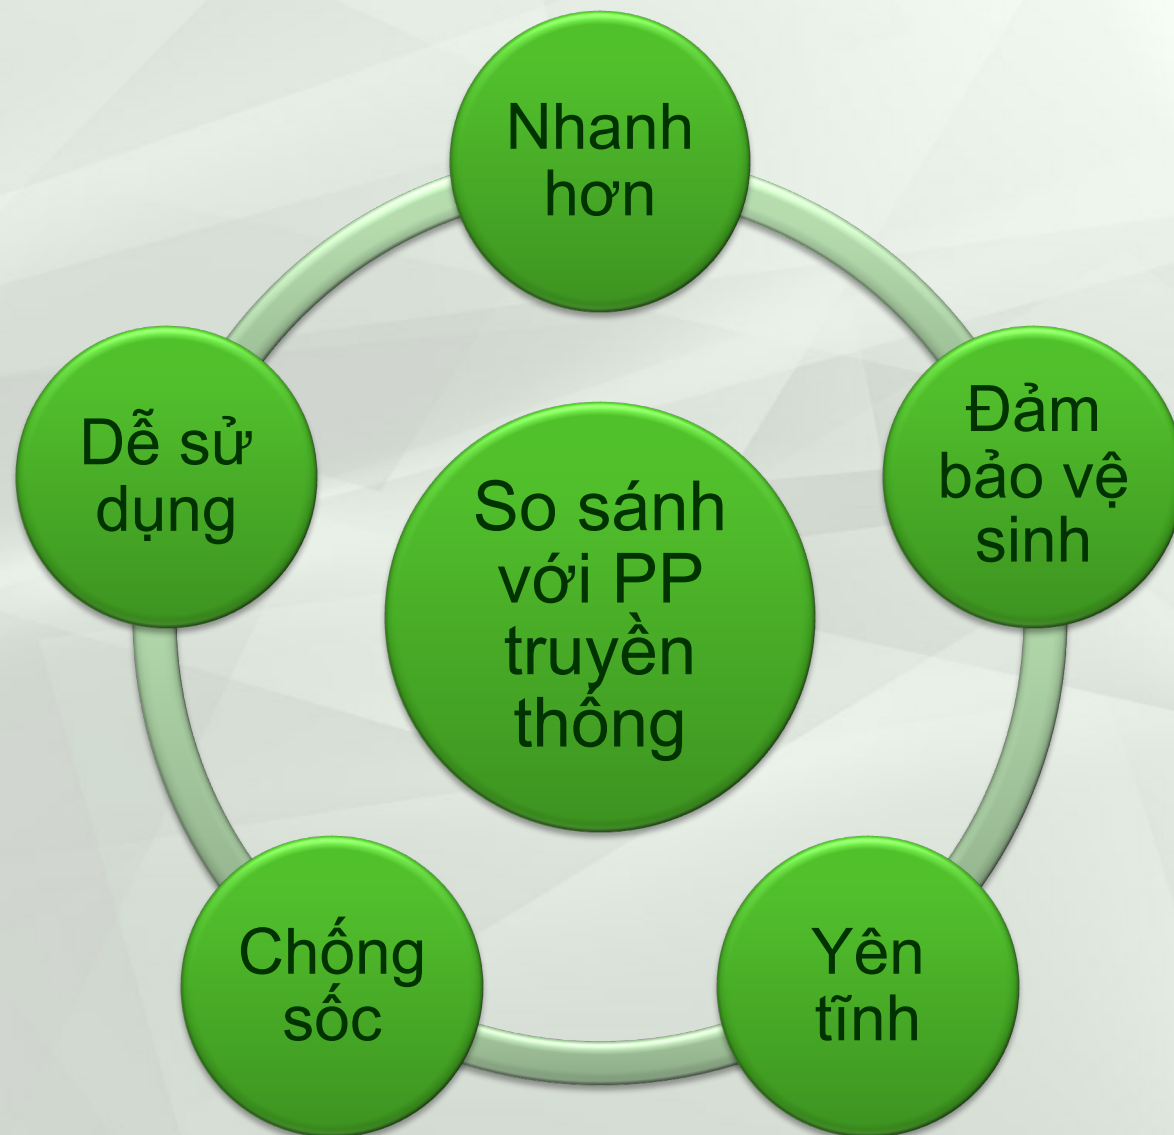 Nhanh
hơn
Đảm
bảo vệ
sinh
Yên
tĩnh
Chống
sốc
Dễ sử
dụng
So sánh
với PP
truyền
thống